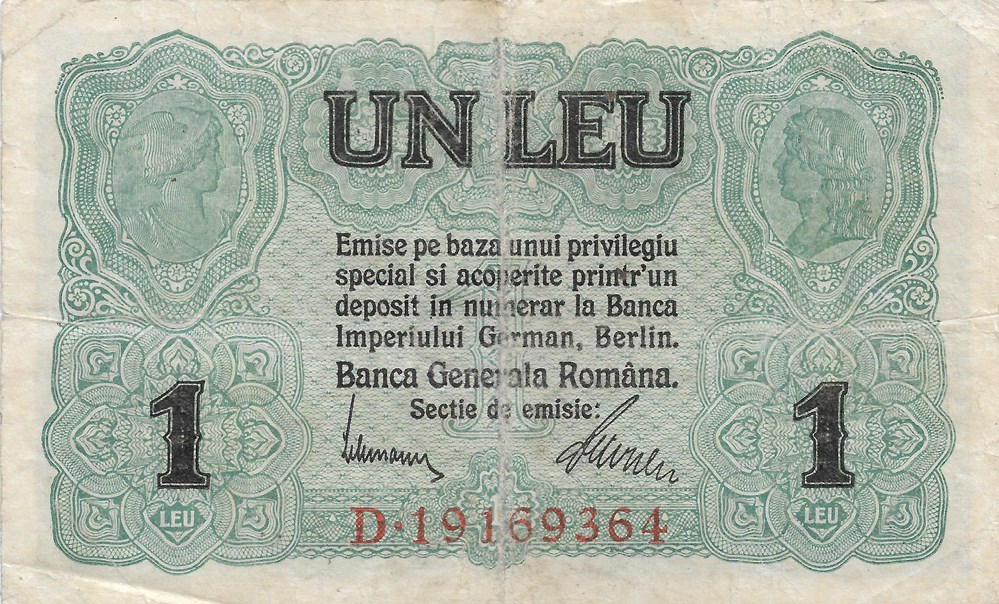 UN LEU
Emise pe baza unui privilegiu
special si acoperite printr'un
deposit in numerar la Banca
Imperiului German, Berlin.
Banca Generala Româna.
Sectie de emisie:
1
1
LEU
LEU
D·19169364